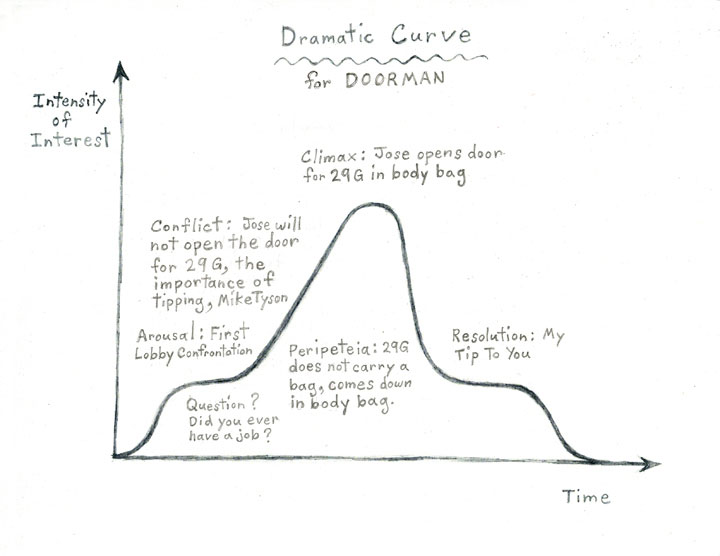 Dramatic Curve
for DOORMAN
Intensity
of
Interest
Climax: Jose opens door
for 29G in body bag
Conflict: Jose will
not open the door
for 29G, the
importance of
tipping, Mike Tyson
Arousal: First
Lobby Confrontation
Question?
Did you ever
have a job?
Peripeteia: 29G
does not carry a
bag, comes down
in body bag.
Resolution: My
Tip To You
Time